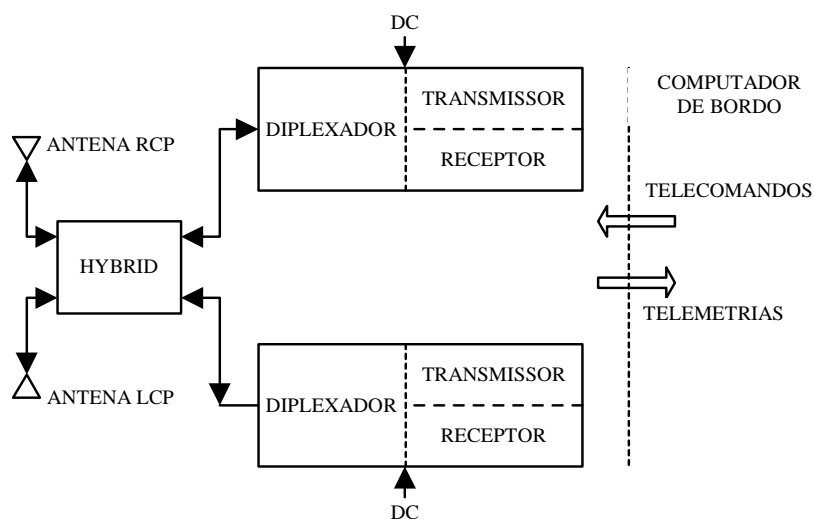 DC
DIPLEXADOR
TRANSMISSOR
RECEPTOR
COMPUTADOR
DE BORDO
ANTENA RCP
TELECOMANDOS
HYBRID
TELEMETRIAS
ANTENA LCP
DIPLEXADOR
TRANSMISSOR
RECEPTOR
DC